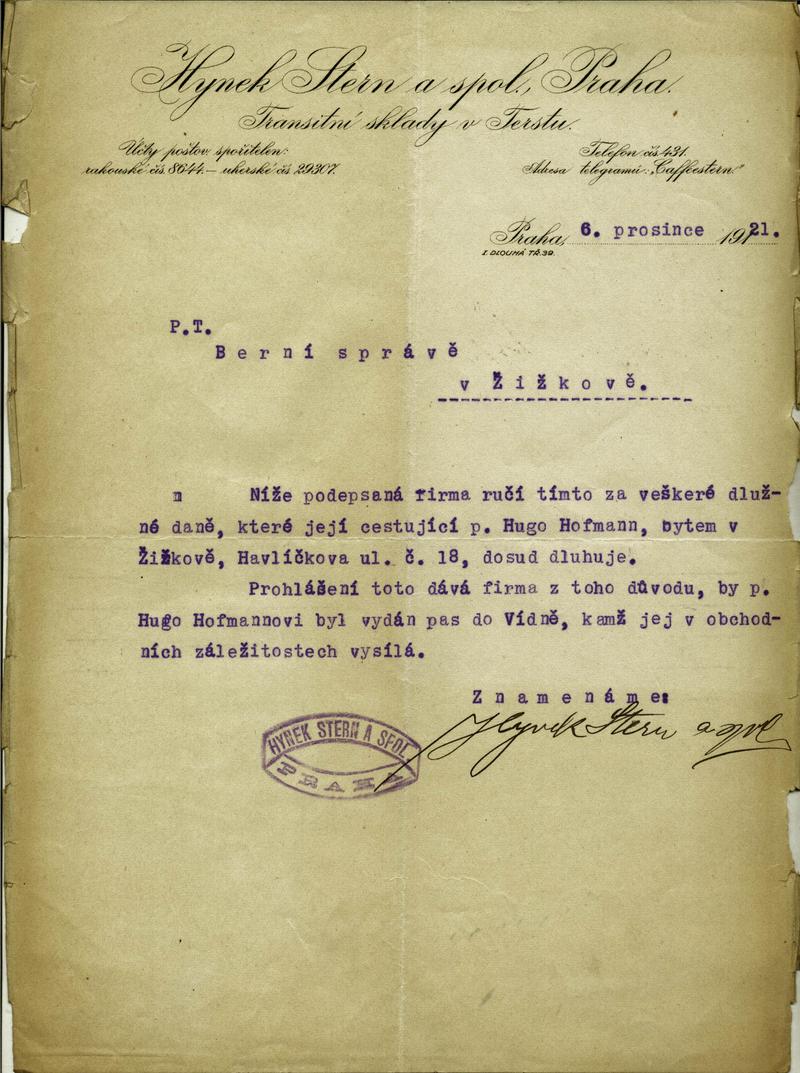 Hynek Stern a spol., Praha.
Transitní sklady v Terstu.
Účty poštov. spořitelen:
rakouské čís. 8644.— uherské čís. 29307.
Telefon čís. 431.
Adresa telegramů: „Caffeestern."
Praha, 6. prosince 1921.
I. DLOUHÁ TŘ. 39.
P.T.
Berní správě
v Žižkově.
n Níže podepsaná firma ručí tímto za veškeré dluž-
né daně, které její cestující p. Hugo Hofmann, bytem v
Žižkově, Havlíčkova ul. č. 18, dosud dluhuje.
Prohlášení toto dává firma z toho důvodu, by p.
Hugo Hofmannovi byl vydán pas do Vídně, kamž jej v obchod-
ních záležitostech vysílá.
Znamenáme:
Hynek Stern a spol
HYNEK STERN A SPOL
PRAHA